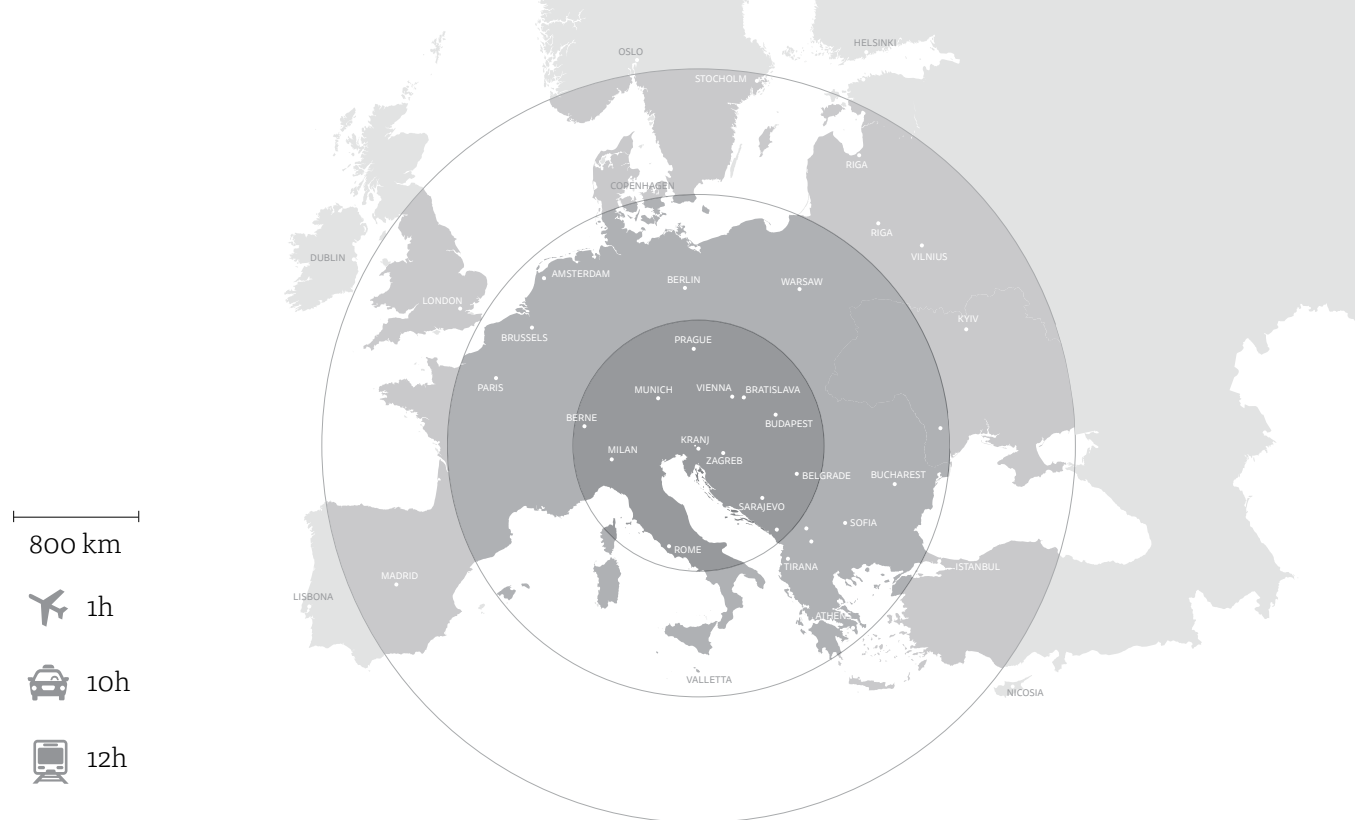 OSLO
HELSINKI
STOCHOLM
RIGA
COPENHAGEN
RIGA
VILNIUS
DUBLIN
AMSTERDAM
BERLIN
WARSAW
LONDON
KYIV
BRUSSELS
PRAGUE
PARIS
MUNICH
VIENNA
BRATISLAVA
BERNE
BUDAPEST
KRANJ
MILAN
ZAGREB
BELGRADE
BUCHAREST
SARAJEVO
SOFIA
800 km
ROME
TIRANA
ISTANBUL
MADRID
LISBONA
1h
ATHENS
VALLETTA
10h
NICOSIA
12h